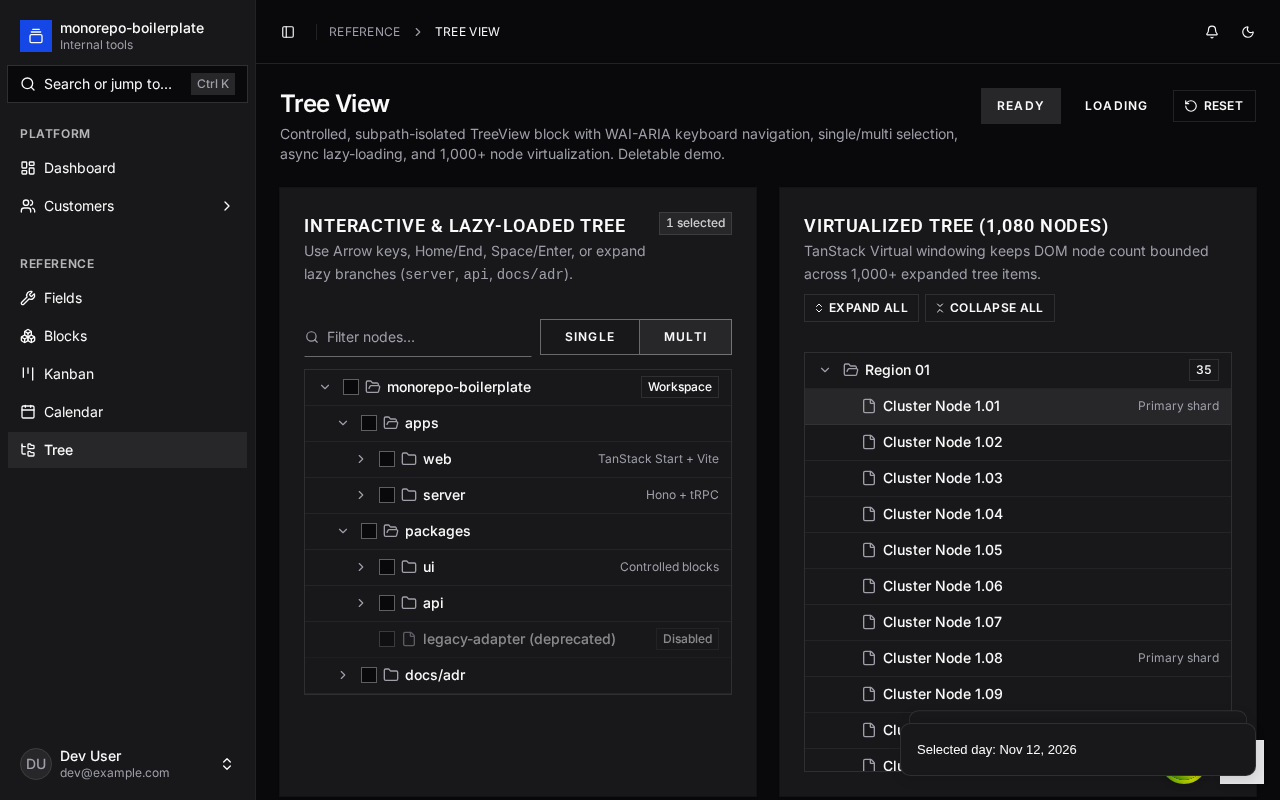 monorepo-boilerplate
Internal tools
Search or jump to...
Ctrl K
PLATFORM
Dashboard
Customers
REFERENCE
Fields
Blocks
Kanban
Calendar
Tree
DU
Dev User
dev@example.com
REFERENCE
TREE VIEW
Tree View
Controlled, subpath-isolated TreeView block with WAI-ARIA keyboard navigation, single/multi selection,
async lazy-loading, and 1,000+ node virtualization. Deletable demo.
READY
LOADING
RESET
INTERACTIVE & LAZY-LOADED TREE
1 selected
Use Arrow keys, Home/End, Space/Enter, or expand
lazy branches (server, api, docs/adr).
Filter nodes...
SINGLE
MULTI
monorepo-boilerplate
Workspace
apps
web
TanStack Start + Vite
server
Hono + tRPC
packages
ui
Controlled blocks
api
legacy-adapter (deprecated)
Disabled
docs/adr
VIRTUALIZED TREE (1,080 NODES)
TanStack Virtual windowing keeps DOM node count bounded
across 1,000+ expanded tree items.
EXPAND ALL
COLLAPSE ALL
Region 01
35
Cluster Node 1.01
Primary shard
Cluster Node 1.02
Cluster Node 1.03
Cluster Node 1.04
Cluster Node 1.05
Cluster Node 1.06
Cluster Node 1.07
Cluster Node 1.08
Primary shard
Cluster Node 1.09
Selected day: Nov 12, 2026